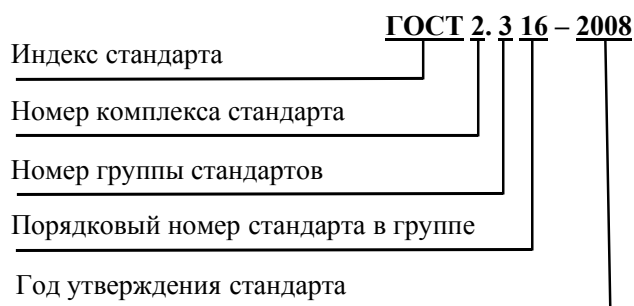 ГОСТ 2. 3 16 – 2008
Индекс стандарта
Номер комплекса стандарта
Номер группы стандартов
Порядковый номер стандарта в группе
Год утверждения стандарта